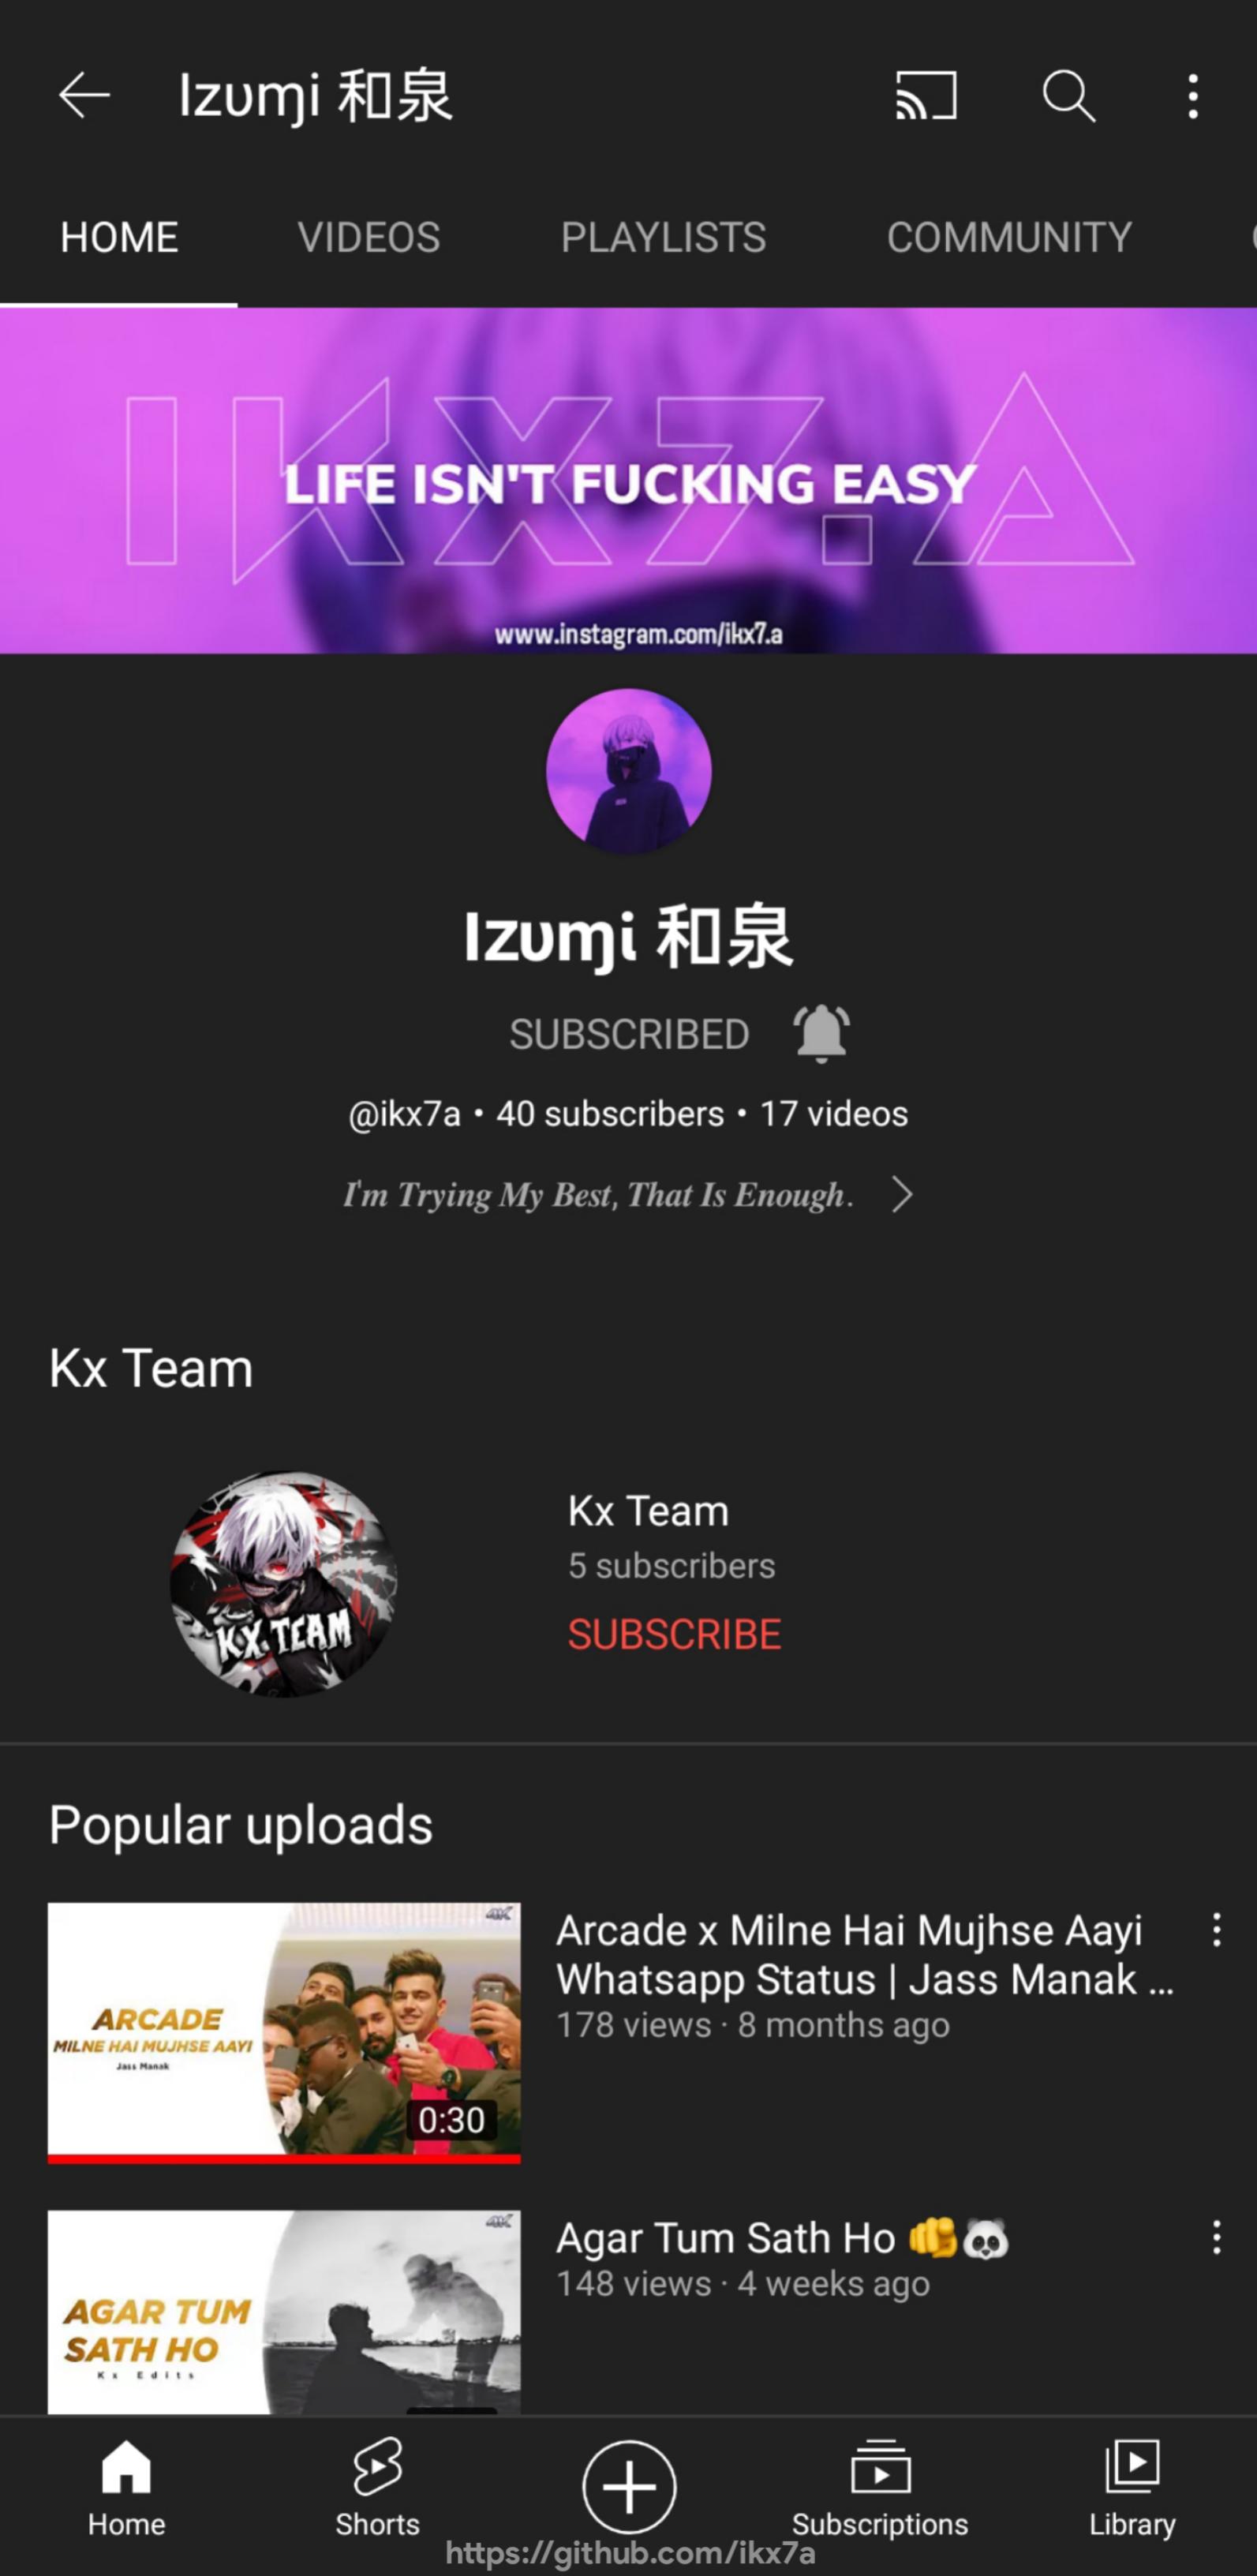 Izυɱi 和泉
HOME VIDEOS PLAYLISTS COMMUNITY
IKX7.A
LIFE ISN'T FUCKING EASY
www.instagram.com/ikx7.a
Izυɱi 和泉
SUBSCRIBED
@ikx7a • 40 subscribers • 17 videos
I'm Trying My Best, That Is Enough.
Kx Team
KX TEAM
Kx Team
5 subscribers
SUBSCRIBE
Popular uploads
4K
ARCADE
MILNE HAI MUJHSE AAYI
Jass Manak
0:30
Arcade x Milne Hai Mujhse Aayi
Whatsapp Status | Jass Manak ...
178 views · 8 months ago
4K
AGAR TUM
SATH HO
Kx Edits
Agar Tum Sath Ho 🫵🐼
148 views · 4 weeks ago
Home Shorts Subscriptions Library
https://github.com/ikx7a